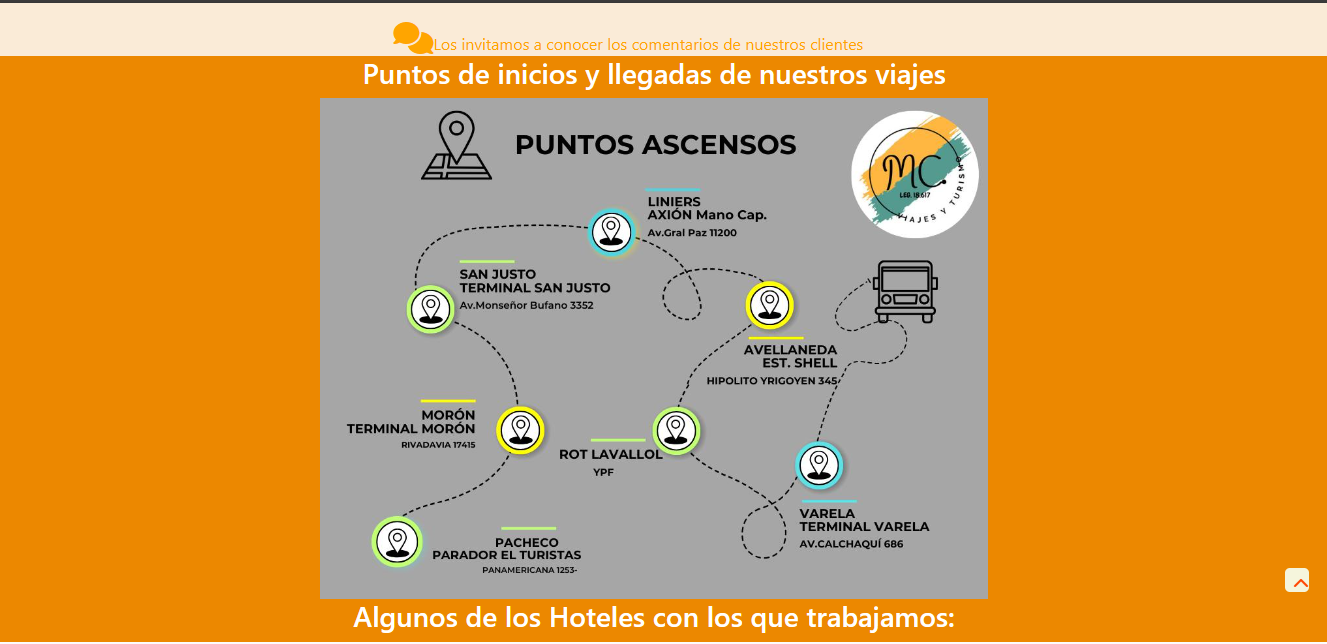 Los invitamos a conocer los comentarios de nuestros clientes
Puntos de inicios y llegadas de nuestros viajes
PUNTOS ASCENSOS
MC.
LEG. 18.617
VIAJES Y TURISMO
LINIERS
AXIÓN Mano Cap.
Av.Gral Paz 11200
SAN JUSTO
TERMINAL SAN JUSTO
Av.Monseñor Bufano 3352
AVELLANEDA
EST. SHELL
HIPOLITO YRIGOYEN 345
MORÓN
TERMINAL MORÓN
RIVADAVIA 17415
ROT LAVALLOL
YPF
VARELA
TERMINAL VARELA
AV.CALCHAQUÍ 686
PACHECO
PARADOR EL TURISTAS
PANAMERICANA 1253-
Algunos de los Hoteles con los que trabajamos: